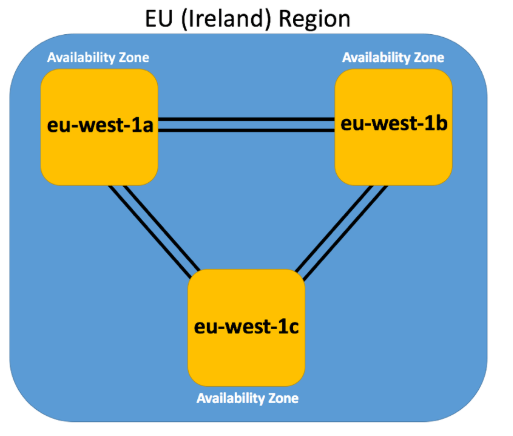 EU (Ireland) Region
Availability Zone
Availability Zone
eu-west-1a
eu-west-1b
eu-west-1c
Availability Zone